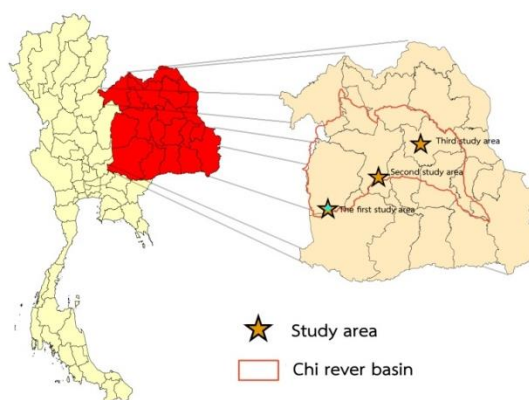 Third study area
Second study area
The first study area
Study area
Chi rever basin